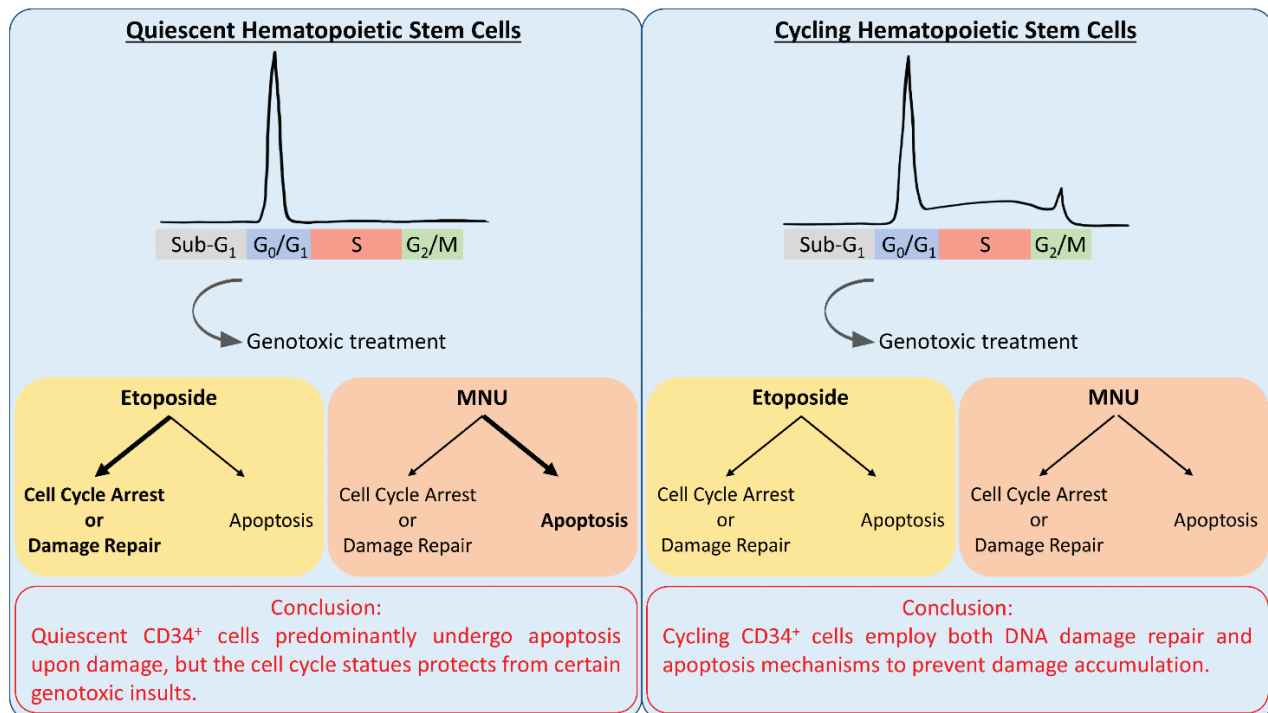 Quiescent Hematopoietic Stem Cells
Sub-G₁ G₀/G₁ S G₂/M
Genotoxic treatment
Etoposide
Cell Cycle Arrest
or
Damage Repair
Apoptosis
MNU
Cell Cycle Arrest
or
Damage Repair
Apoptosis
Conclusion:
Quiescent CD34⁺ cells predominantly undergo apoptosis
upon damage, but the cell cycle statues protects from certain
genotoxic insults.
Cycling Hematopoietic Stem Cells
Sub-G₁ G₀/G₁ S G₂/M
Genotoxic treatment
Etoposide
Cell Cycle Arrest
or
Damage Repair
Apoptosis
MNU
Cell Cycle Arrest
or
Damage Repair
Apoptosis
Conclusion:
Cycling CD34⁺ cells employ both DNA damage repair and
apoptosis mechanisms to prevent damage accumulation.